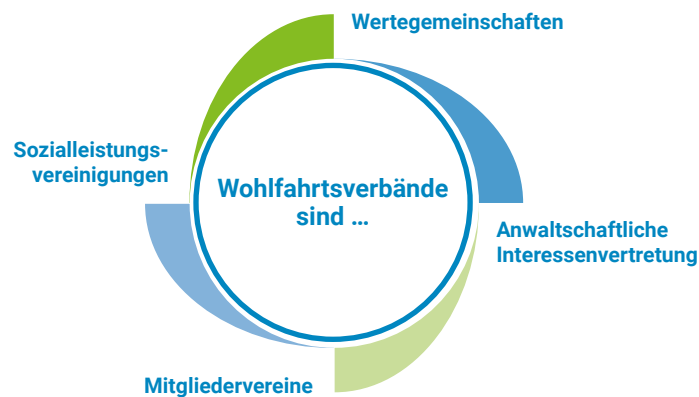 Wertegemeinschaften
Sozialleistungs-
vereinigungen
Wohlfahrtsverbände
sind …
Anwaltschaftliche
Interessenvertretung
Mitgliedervereine